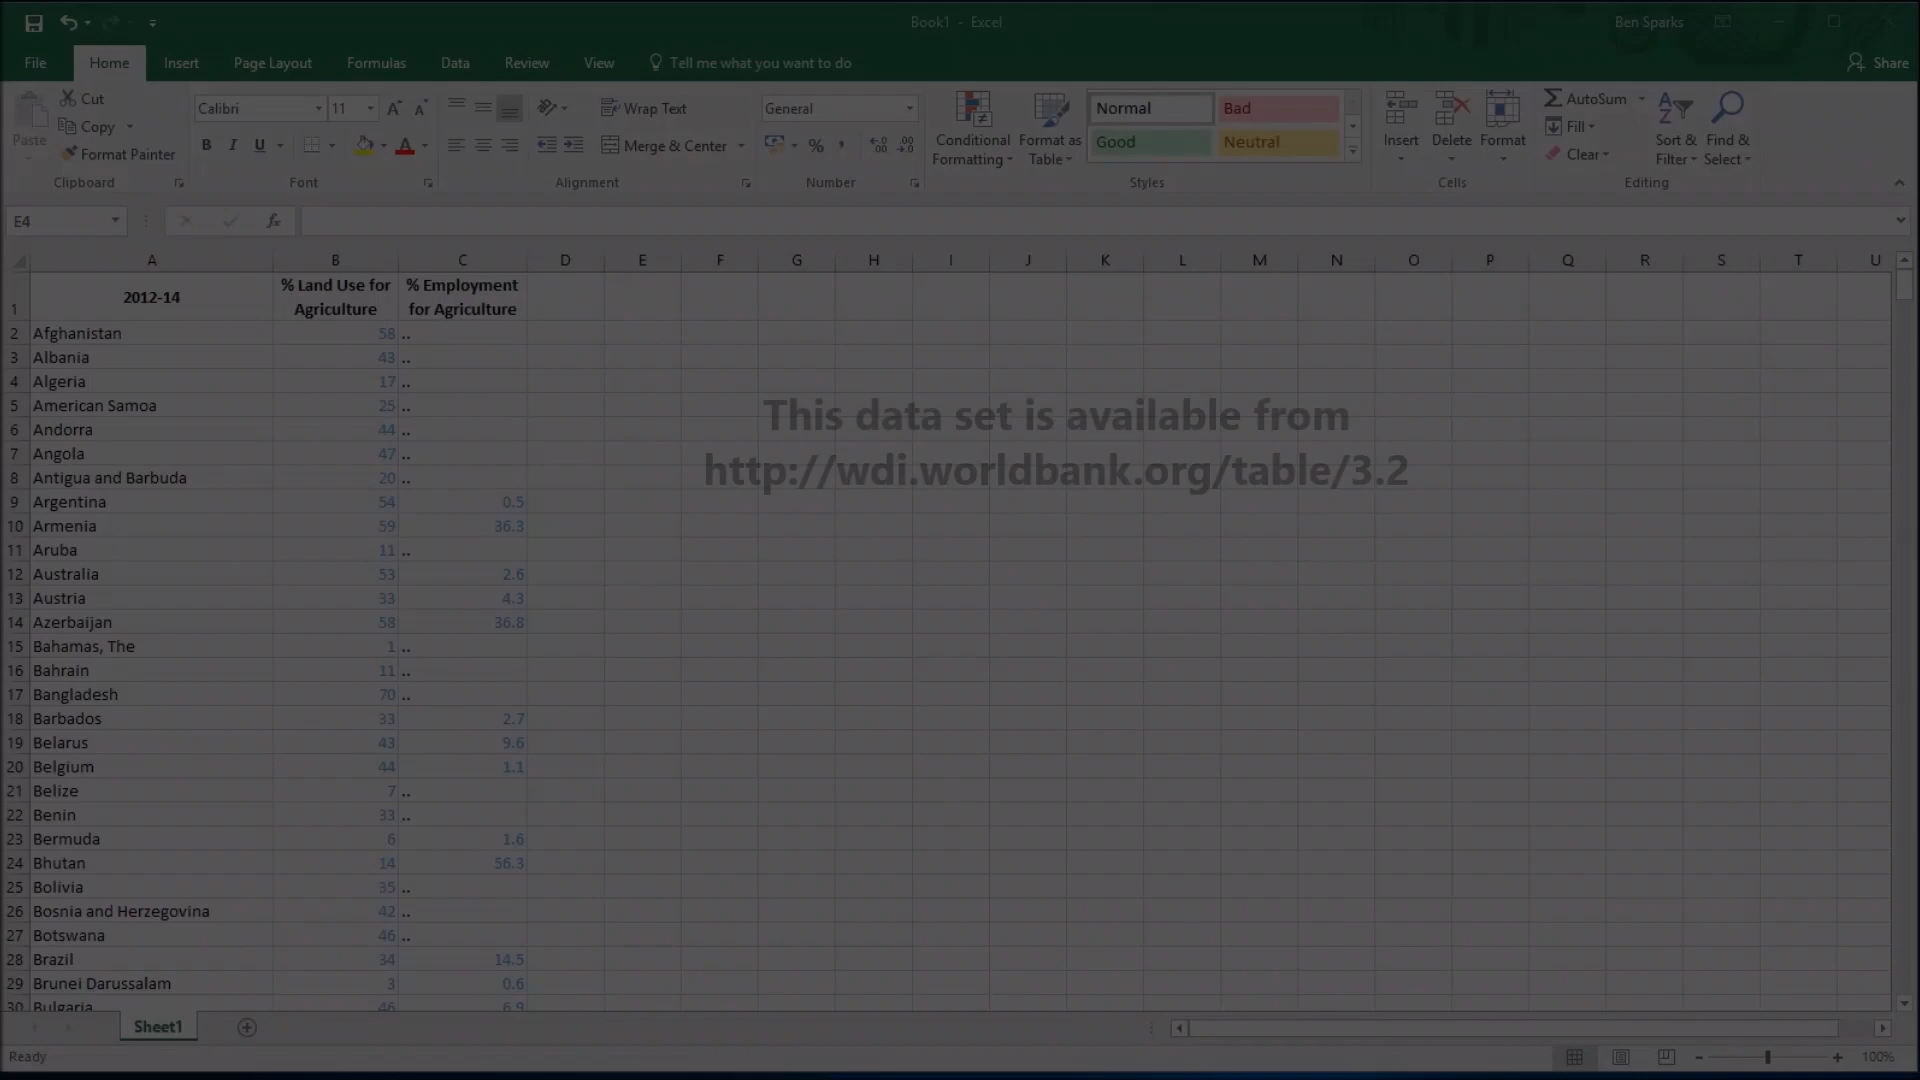 Book1 - Excel
Ben Sparks
File Home Insert Page Layout Formulas Data Review View Tell me what you want to do Share
Cut
Copy
Format Painter
Paste
Clipboard
Calibri 11
B I U
Font
Wrap Text
Merge & Center
Alignment
General
Number
Conditional Formatting
Format as Table
Normal Bad
Good Neutral
Styles
Insert Delete Format
Cells
AutoSum
Fill
Clear
Sort & Filter
Find & Select
Editing
E4 fx
A B C D E F G H I J K L M N O P Q R S T U
1 2012-14 % Land Use for Agriculture % Employment for Agriculture
2 Afghanistan 58 ..
3 Albania 43 ..
4 Algeria 17 ..
5 American Samoa 25 ..
6 Andorra 44 ..
7 Angola 47 ..
8 Antigua and Barbuda 20 ..
9 Argentina 54 0.5
10 Armenia 59 36.3
11 Aruba 11 ..
12 Australia 53 2.6
13 Austria 33 4.3
14 Azerbaijan 58 36.8
15 Bahamas, The 1 ..
16 Bahrain 11 ..
17 Bangladesh 70 ..
18 Barbados 33 2.7
19 Belarus 43 9.6
20 Belgium 44 1.1
21 Belize 7 ..
22 Benin 33 ..
23 Bermuda 6 1.6
24 Bhutan 14 56.3
25 Bolivia 35 ..
26 Bosnia and Herzegovina 42 ..
27 Botswana 46 ..
28 Brazil 34 14.5
29 Brunei Darussalam 3 0.6
30 Bulgaria 46 6.9
This data set is available from
http://wdi.worldbank.org/table/3.2
Sheet1
Ready
100%